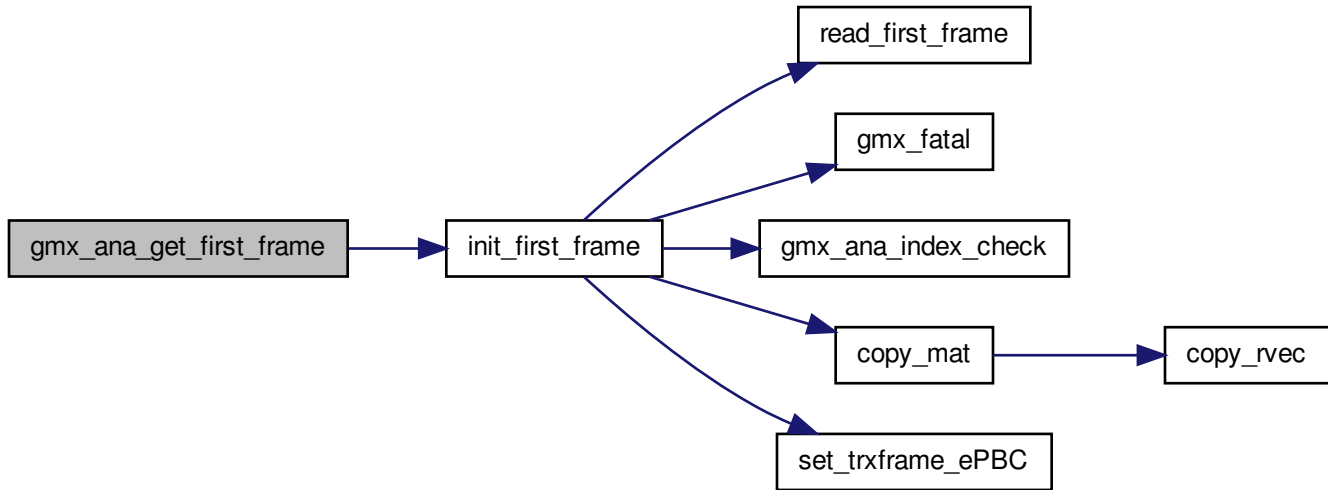 read_first_frame
gmx_fatal
gmx_ana_get_first_frame
init_first_frame
gmx_ana_index_check
copy_mat
copy_rvec
set_trxframe_ePBC